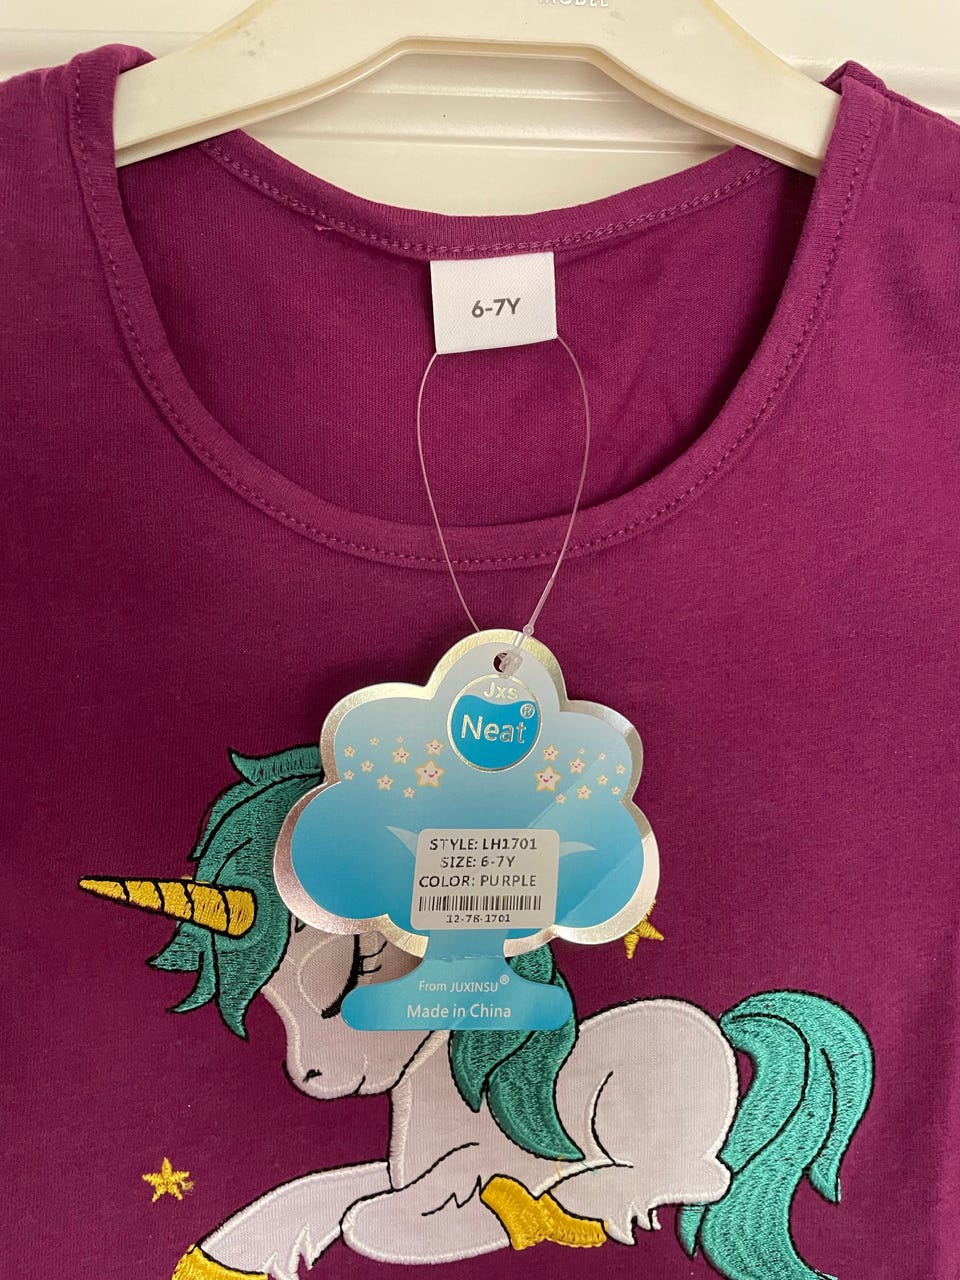 MODEL
6-7Y
Jxs
Neat®
STYLE: LH1701
SIZE: 6-7Y
COLOR: PURPLE
12-78-1701
From JUXINSU®
Made in China